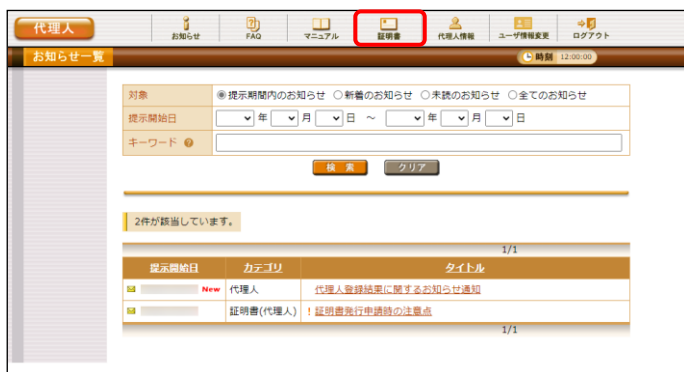 代理人
お知らせ FAQ マニュアル 証明書 代理人情報 ユーザ情報変更 ログアウト
お知らせ一覧 時刻 12:00:00
対象 提示期間内のお知らせ 新着のお知らせ 未読のお知らせ 全てのお知らせ
提示開始日 年 月 日 ～ 年 月 日
キーワード ?
検 索 クリア
2件が該当しています。
1/1
提示開始日 カテゴリ タイトル
New 代理人 代理人登録結果に関するお知らせ通知
証明書(代理人) ! 証明書発行申請時の注意点
1/1